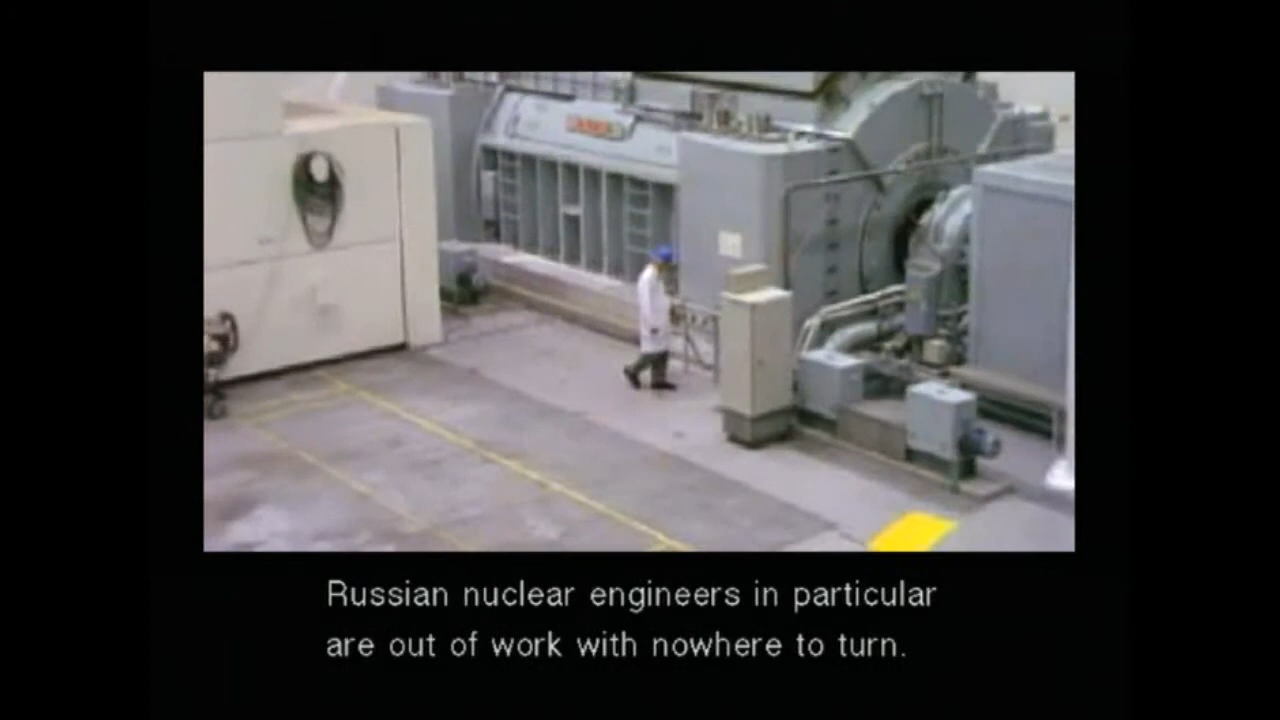 Russian nuclear engineers in particular
are out of work with nowhere to turn.